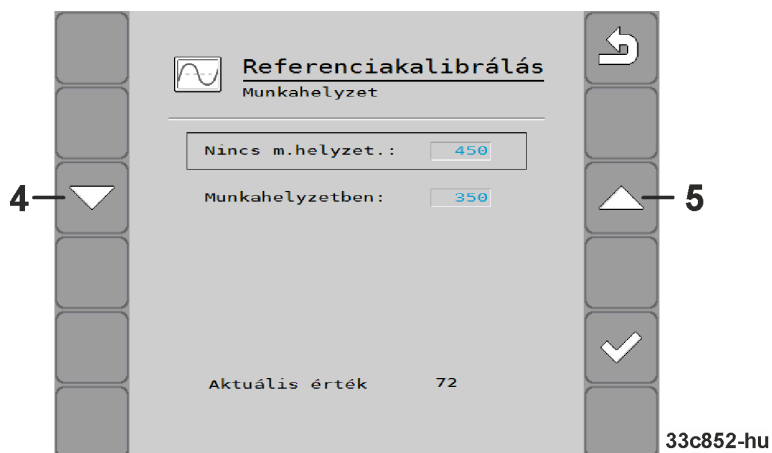 Referenciakalibrálás
Munkahelyzet
Nincs m.helyzet.: 450
4
5
Munkahelyzetben: 350
Aktuális érték 72
33c852-hu